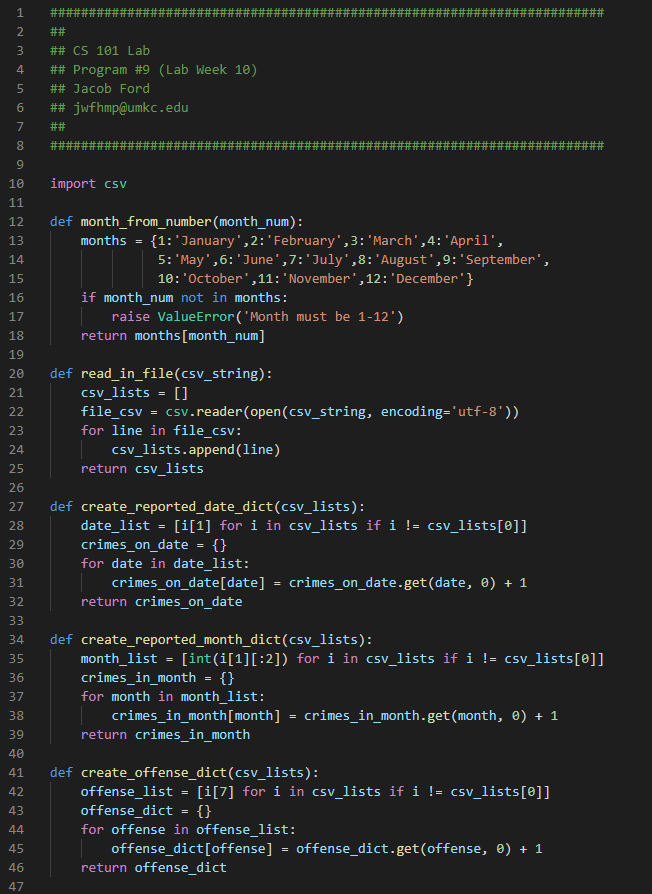 1 ########################################################################
2 ##
3 ## CS 101 Lab
4 ## Program #9 (Lab Week 10)
5 ## Jacob Ford
6 ## jwfhmp@umkc.edu
7 ##
8 ########################################################################
9
10 import csv
11
12 def month_from_number(month_num):
13     months = {1:'January',2:'February',3:'March',4:'April',
14               5:'May',6:'June',7:'July',8:'August',9:'September',
15               10:'October',11:'November',12:'December'}
16     if month_num not in months:
17         raise ValueError('Month must be 1-12')
18     return months[month_num]
19
20 def read_in_file(csv_string):
21     csv_lists = []
22     file_csv = csv.reader(open(csv_string, encoding='utf-8'))
23     for line in file_csv:
24         csv_lists.append(line)
25     return csv_lists
26
27 def create_reported_date_dict(csv_lists):
28     date_list = [i[1] for i in csv_lists if i != csv_lists[0]]
29     crimes_on_date = {}
30     for date in date_list:
31         crimes_on_date[date] = crimes_on_date.get(date, 0) + 1
32     return crimes_on_date
33
34 def create_reported_month_dict(csv_lists):
35     month_list = [int(i[1][:2]) for i in csv_lists if i != csv_lists[0]]
36     crimes_in_month = {}
37     for month in month_list:
38         crimes_in_month[month] = crimes_in_month.get(month, 0) + 1
39     return crimes_in_month
40
41 def create_offense_dict(csv_lists):
42     offense_list = [i[7] for i in csv_lists if i != csv_lists[0]]
43     offense_dict = {}
44     for offense in offense_list:
45         offense_dict[offense] = offense_dict.get(offense, 0) + 1
46     return offense_dict
47